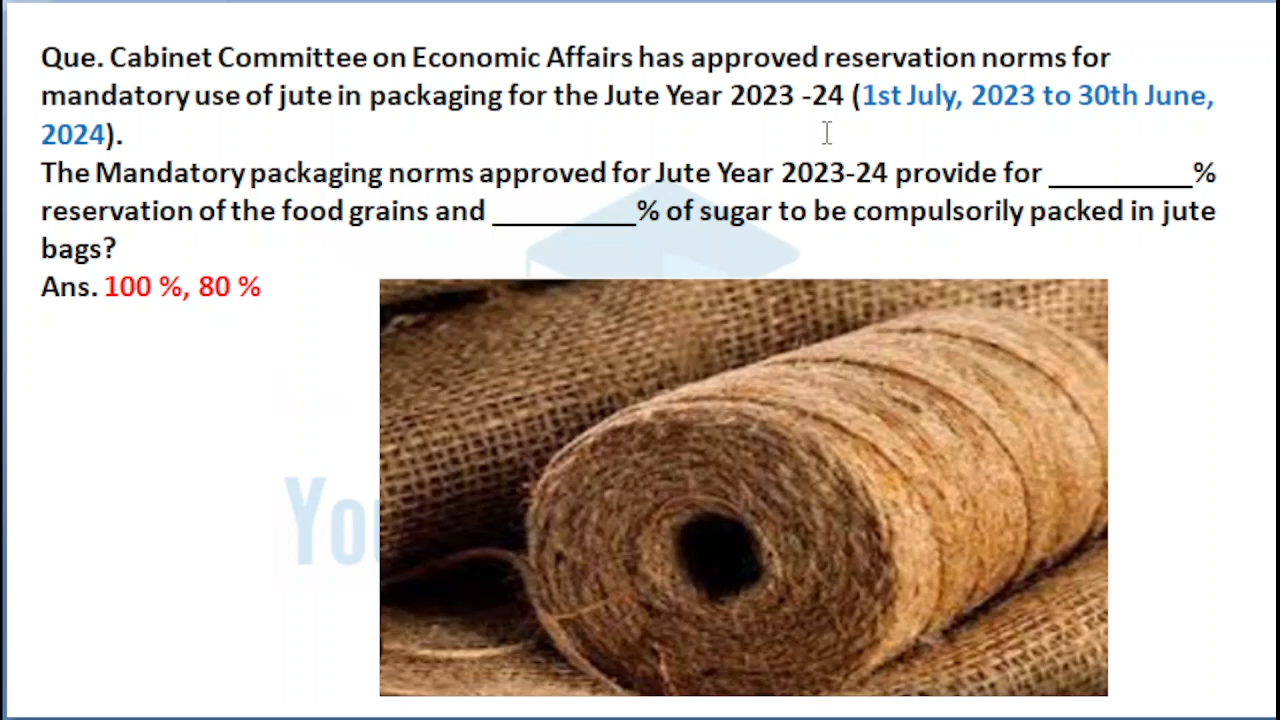 Que. Cabinet Committee on Economic Affairs has approved reservation norms for
mandatory use of jute in packaging for the Jute Year 2023 -24 (1st July, 2023 to 30th June,
2024).
The Mandatory packaging norms approved for Jute Year 2023-24 provide for __________%
reservation of the food grains and __________% of sugar to be compulsorily packed in jute
bags?
Ans. 100 %, 80 %